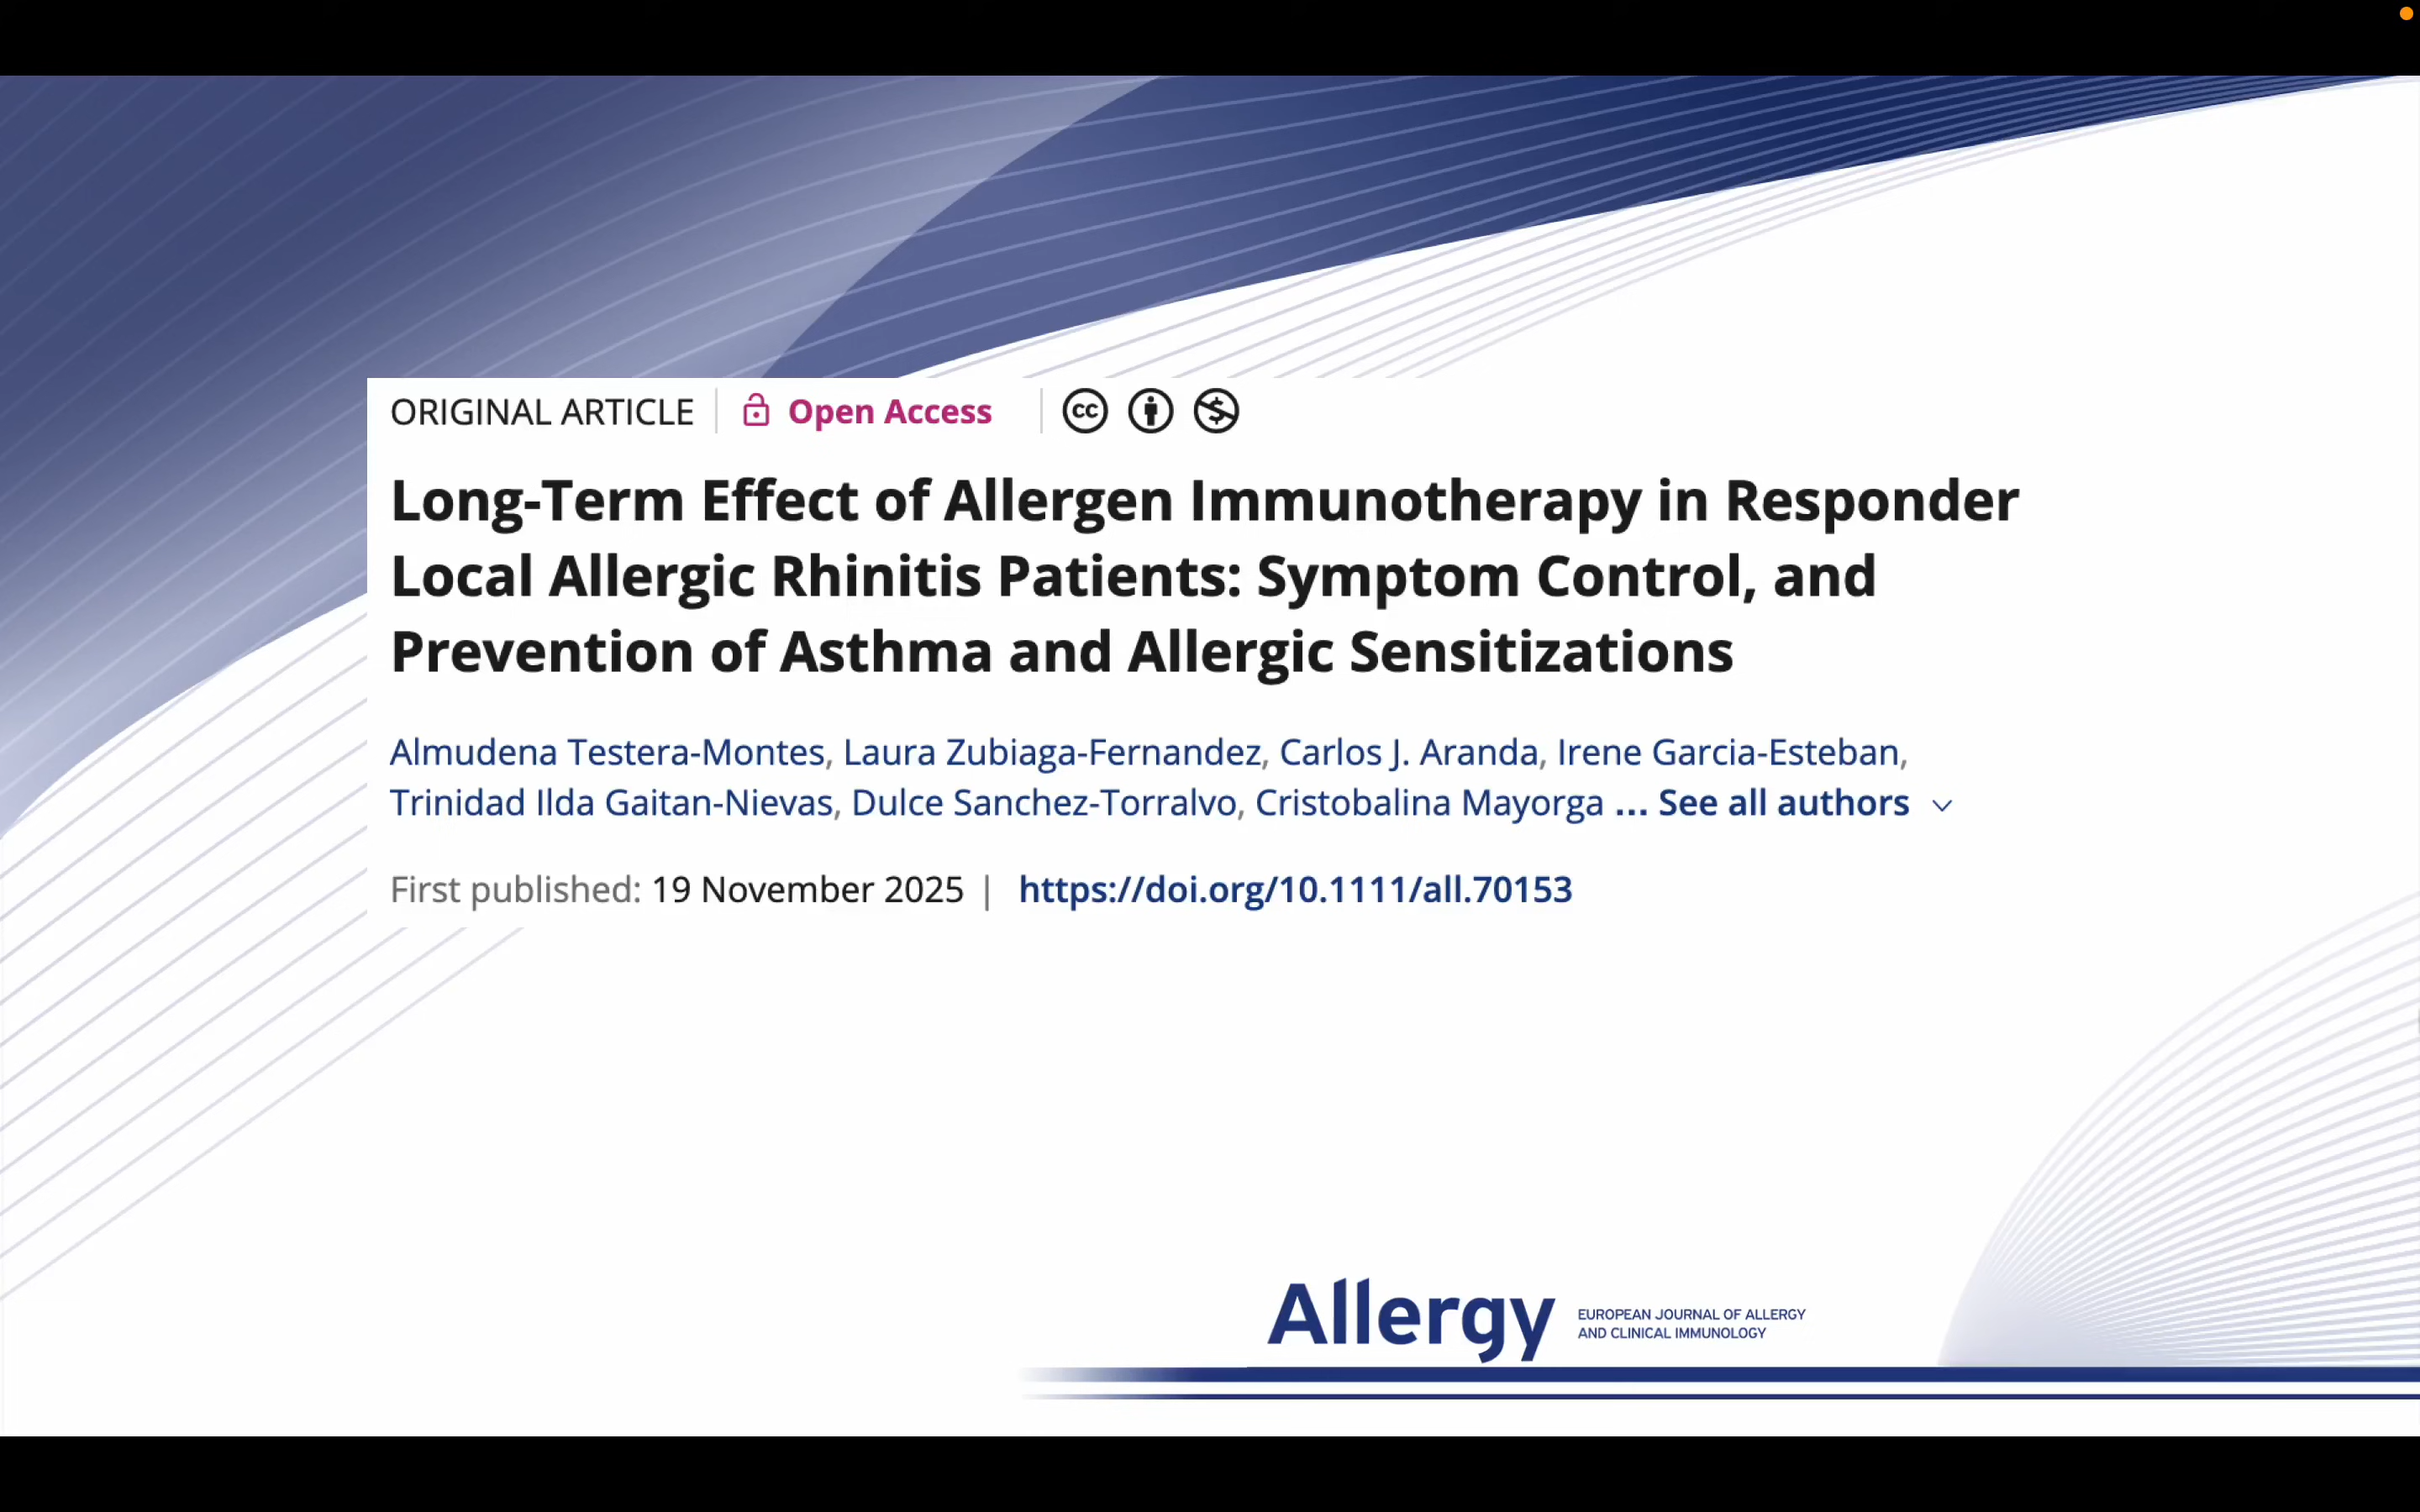 ORIGINAL ARTICLE | Open Access
Long-Term Effect of Allergen Immunotherapy in Responder
Local Allergic Rhinitis Patients: Symptom Control, and
Prevention of Asthma and Allergic Sensitizations
Almudena Testera-Montes, Laura Zubiaga-Fernandez, Carlos J. Aranda, Irene Garcia-Esteban,
Trinidad Ilda Gaitan-Nievas, Dulce Sanchez-Torralvo, Cristobalina Mayorga ... See all authors
First published: 19 November 2025 | https://doi.org/10.1111/all.70153
Allergy
EUROPEAN JOURNAL OF ALLERGY
AND CLINICAL IMMUNOLOGY